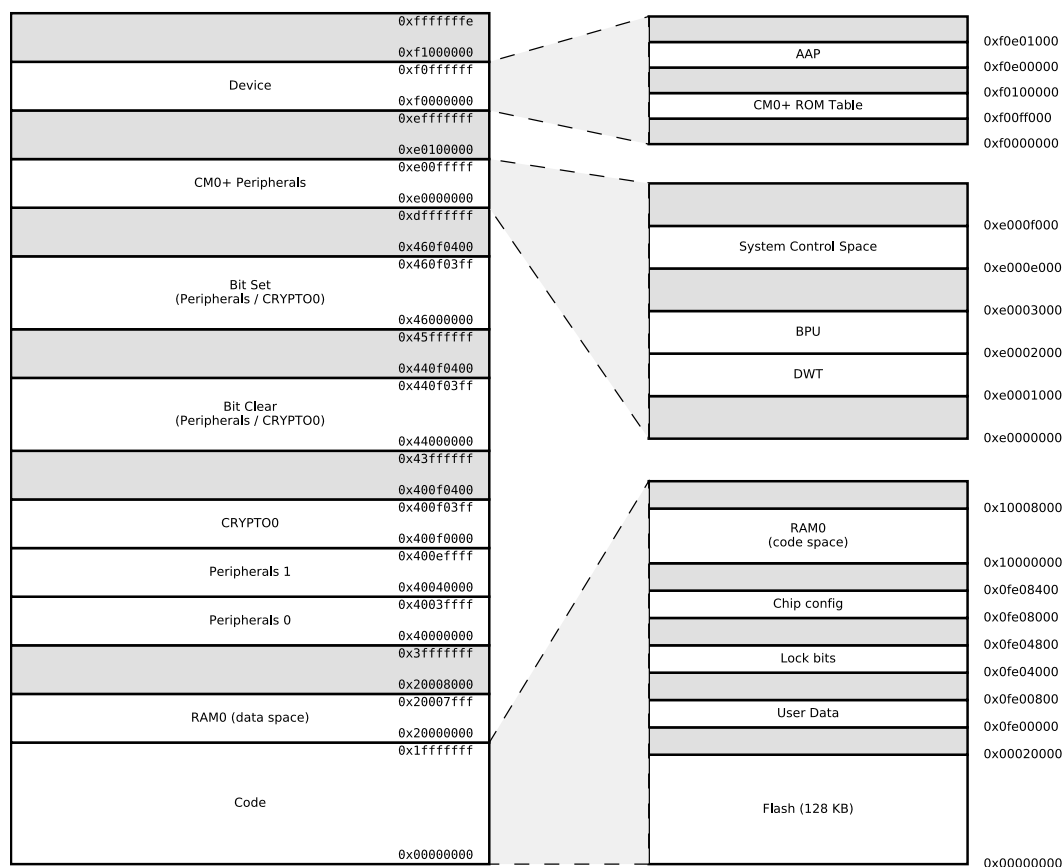 0xfffffffe
0xf1000000
0xf0ffffff
Device
0xf0000000
0xefffffff
0xe0100000
0xe00fffff
CM0+ Peripherals
0xe0000000
0xdfffffff
0x460f0400
0x460f03ff
Bit Set
(Peripherals / CRYPTO0)
0x46000000
0x45ffffff
0x440f0400
0x440f03ff
Bit Clear
(Peripherals / CRYPTO0)
0x44000000
0x43ffffff
0x400f0400
0x400f03ff
CRYPTO0
0x400f0000
0x400effff
Peripherals 1
0x40040000
0x4003ffff
Peripherals 0
0x40000000
0x3fffffff
0x20008000
0x20007fff
RAM0 (data space)
0x20000000
0x1fffffff
Code
0x00000000
0xf0e01000
AAP
0xf0e00000
0xf0100000
CM0+ ROM Table
0xf00ff000
0xf0000000
0xe000f000
System Control Space
0xe000e000
0xe0003000
BPU
0xe0002000
DWT
0xe0001000
0xe0000000
0x10008000
RAM0
(code space)
0x10000000
0x0fe08400
Chip config
0x0fe08000
0x0fe04800
Lock bits
0x0fe04000
0x0fe00800
User Data
0x0fe00000
0x00020000
Flash (128 KB)
0x00000000